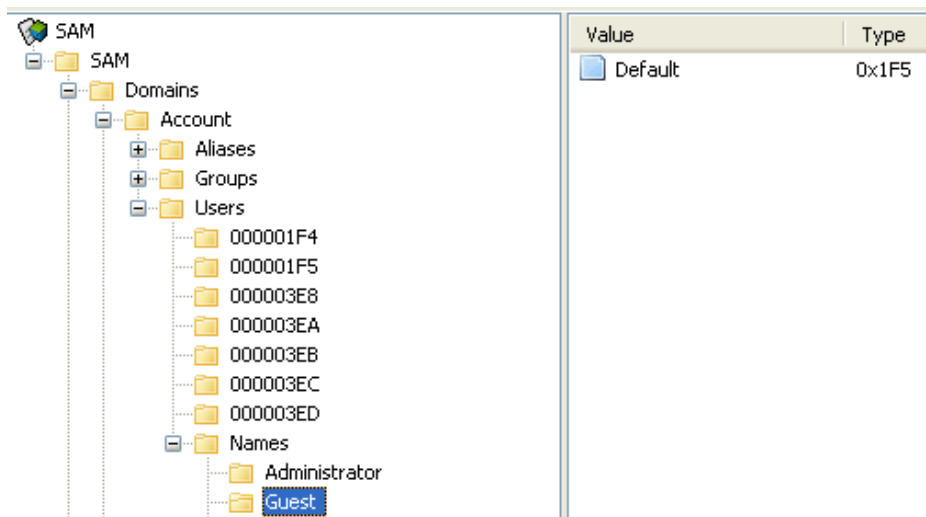 SAM
SAM
Domains
Account
Aliases
Groups
Users
000001F4
000001F5
000003E8
000003EA
000003EB
000003EC
000003ED
Names
Administrator
Guest
Value Type
Default 0x1F5